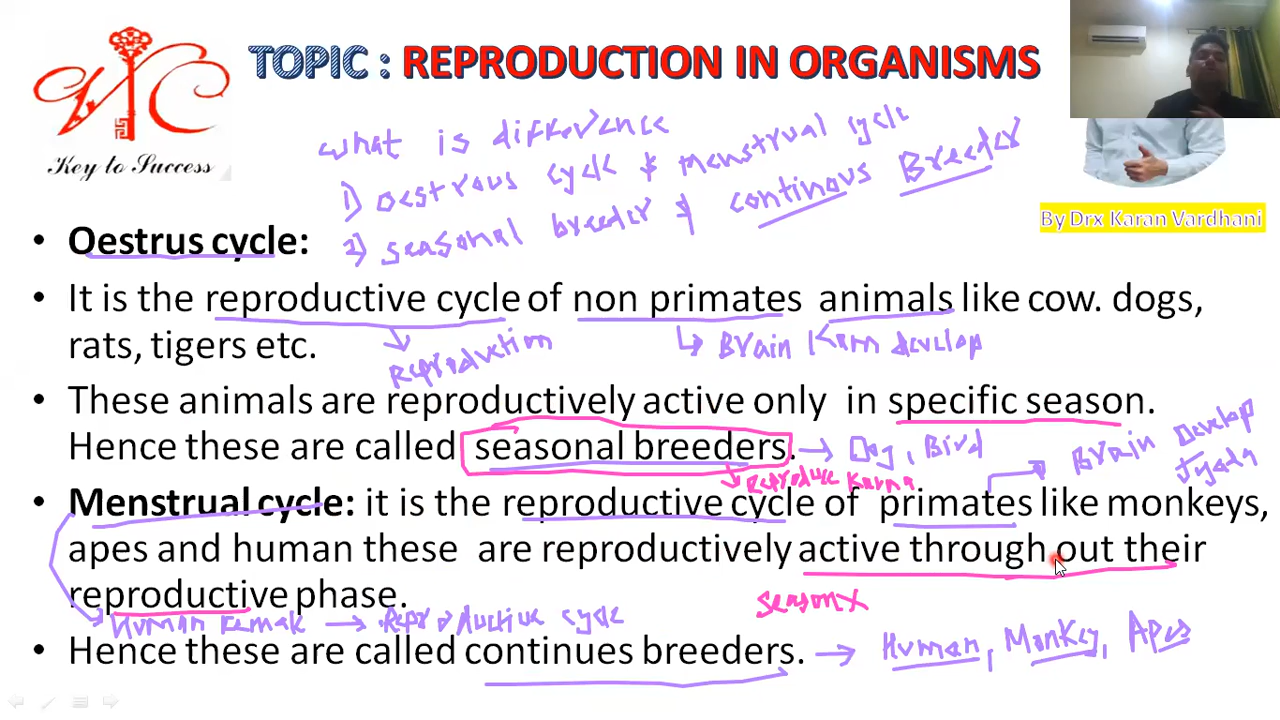 TOPIC : REPRODUCTION IN ORGANISMS
VC
Key to Success
what is difference
1) Oestrous cycle & menstrual cycle
2) seasonal breeder & continous Breeder
By Drx Karan Vardhani
• Oestrus cycle:
• It is the reproductive cycle of non primates animals like cow. dogs,
rats, tigers etc.
Reproduction
Brain Kam develop
• These animals are reproductively active only in specific season.
Hence these are called seasonal breeders.
Dog, Bird
Reproduce Karna
Brain Develop
Jyada
• Menstrual cycle: it is the reproductive cycle of primates like monkeys,
apes and human these are reproductively active through out their
reproductive phase.
season x
Human Female → Reproductive cycle
• Hence these are called continues breeders.
→ Human, Monkey, Apes